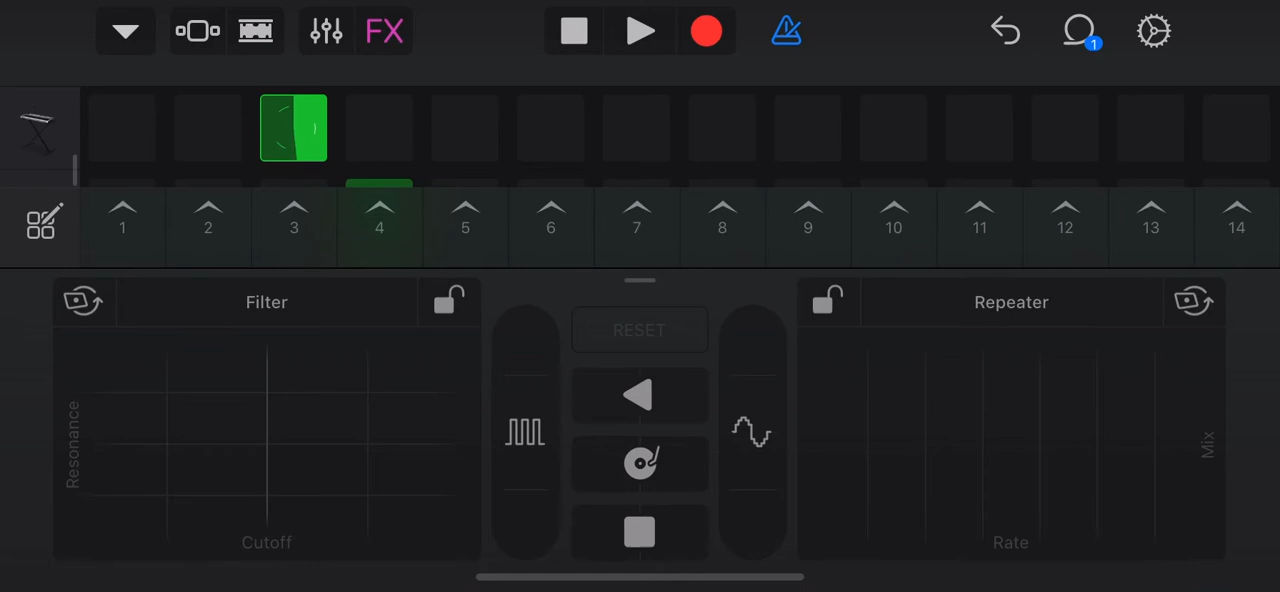 FX
1
1 2 3 4 5 6 7 8 9 10 11 12 13 14
Filter
RESET
Repeater
Resonance
Mix
Cutoff
Rate